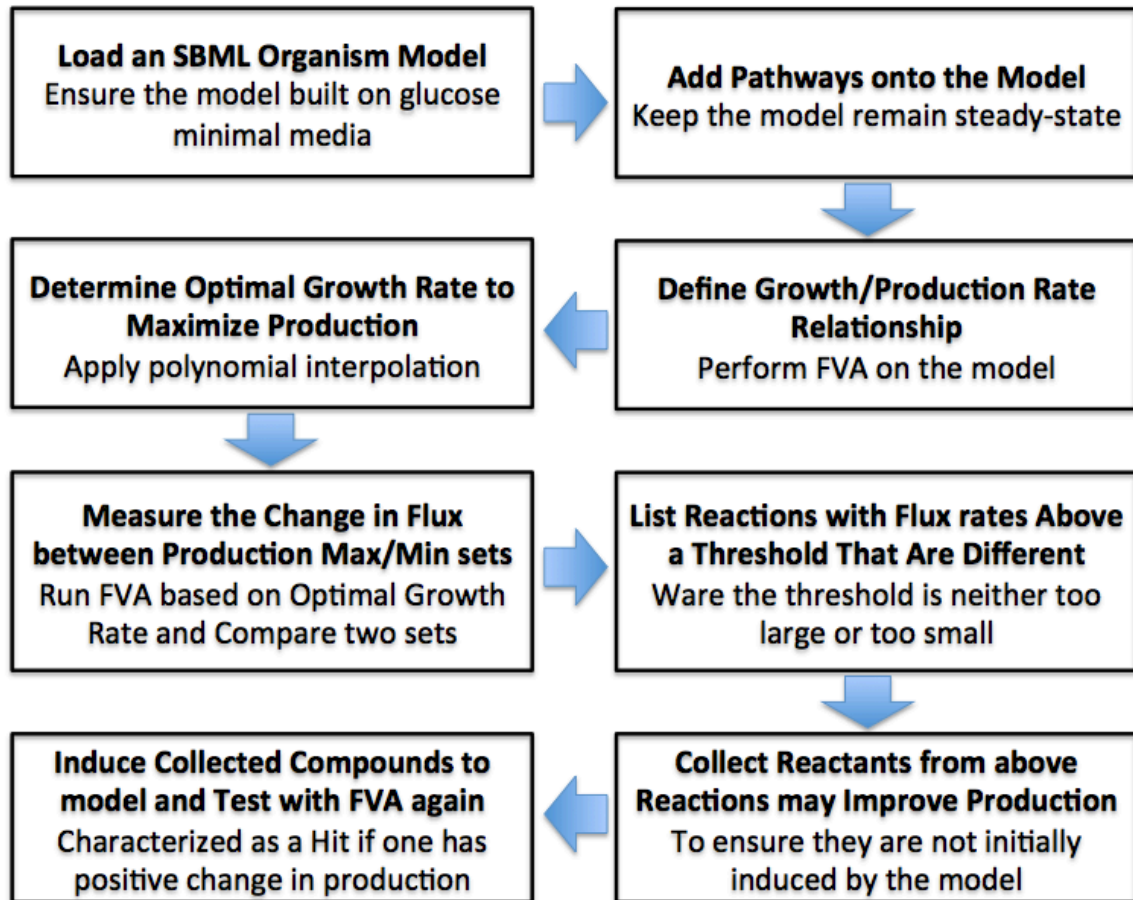 Load an SBML Organism Model
Ensure the model built on glucose
minimal media
Add Pathways onto the Model
Keep the model remain steady-state
Define Growth/Production Rate
Relationship
Perform FVA on the model
Determine Optimal Growth Rate to
Maximize Production
Apply polynomial interpolation
Measure the Change in Flux
between Production Max/Min sets
Run FVA based on Optimal Growth
Rate and Compare two sets
List Reactions with Flux rates Above
a Threshold That Are Different
Ware the threshold is neither too
large or too small
Collect Reactants from above
Reactions may Improve Production
To ensure they are not initially
induced by the model
Induce Collected Compounds to
model and Test with FVA again
Characterized as a Hit if one has
positive change in production